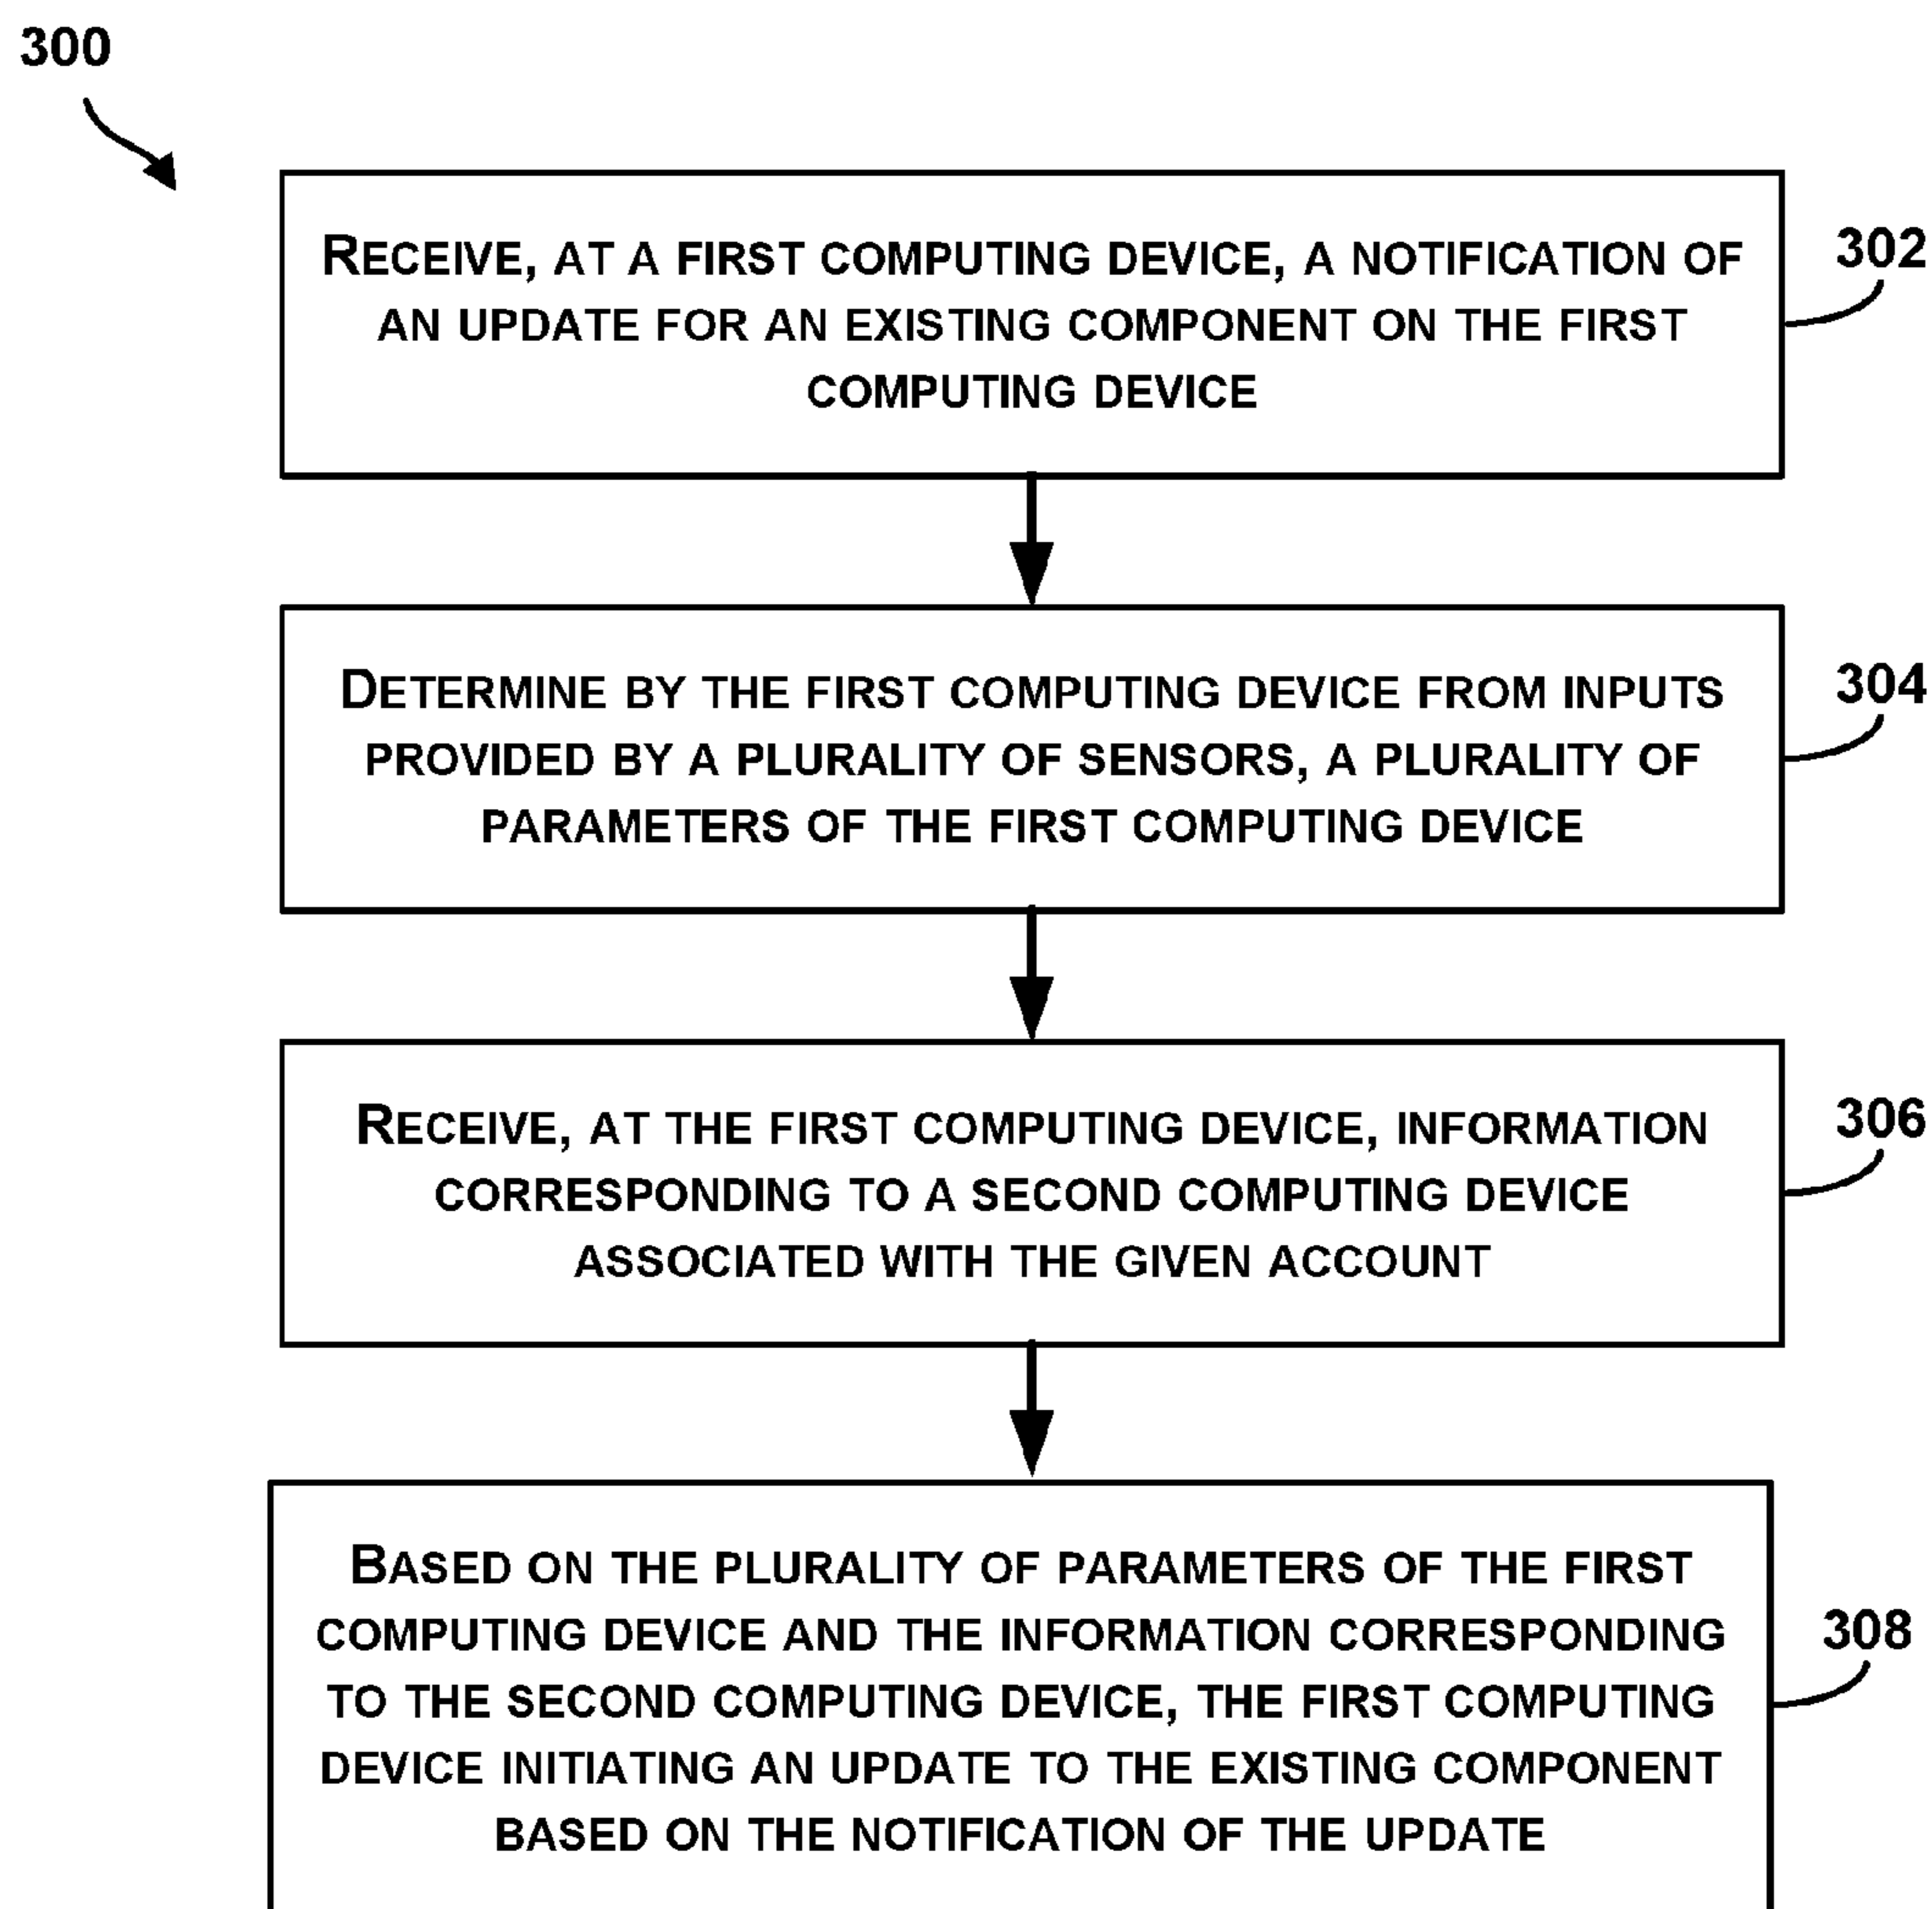 300
RECEIVE, AT A FIRST COMPUTING DEVICE, A NOTIFICATION OF
AN UPDATE FOR AN EXISTING COMPONENT ON THE FIRST
COMPUTING DEVICE
302
DETERMINE BY THE FIRST COMPUTING DEVICE FROM INPUTS
PROVIDED BY A PLURALITY OF SENSORS, A PLURALITY OF
PARAMETERS OF THE FIRST COMPUTING DEVICE
304
RECEIVE, AT THE FIRST COMPUTING DEVICE, INFORMATION
CORRESPONDING TO A SECOND COMPUTING DEVICE
ASSOCIATED WITH THE GIVEN ACCOUNT
306
BASED ON THE PLURALITY OF PARAMETERS OF THE FIRST
COMPUTING DEVICE AND THE INFORMATION CORRESPONDING
TO THE SECOND COMPUTING DEVICE, THE FIRST COMPUTING
DEVICE INITIATING AN UPDATE TO THE EXISTING COMPONENT
BASED ON THE NOTIFICATION OF THE UPDATE
308